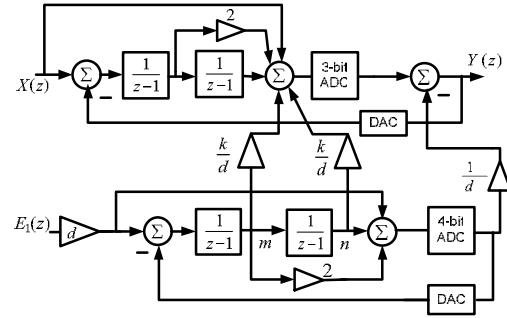 2
X(z)
Σ
1
z−1
1
z−1
Σ
3-bit
ADC
Σ
Y(z)
DAC
k
d
k
d
1
d
E₁(z)
d
Σ
1
z−1
m
1
z−1
n
Σ
4-bit
ADC
2
DAC